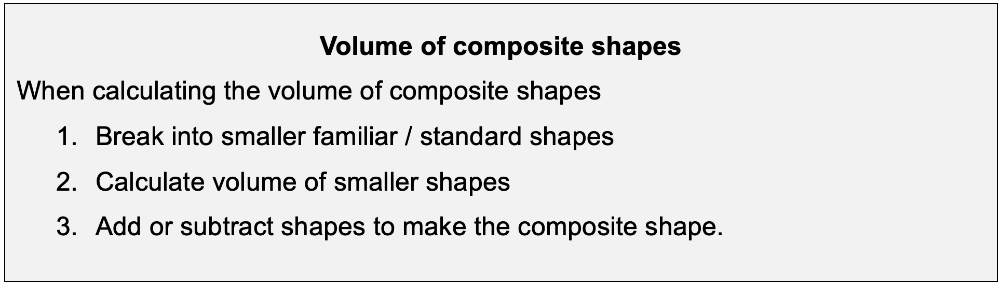 Volume of composite shapes
When calculating the volume of composite shapes
1. Break into smaller familiar / standard shapes
2. Calculate volume of smaller shapes
3. Add or subtract shapes to make the composite shape.